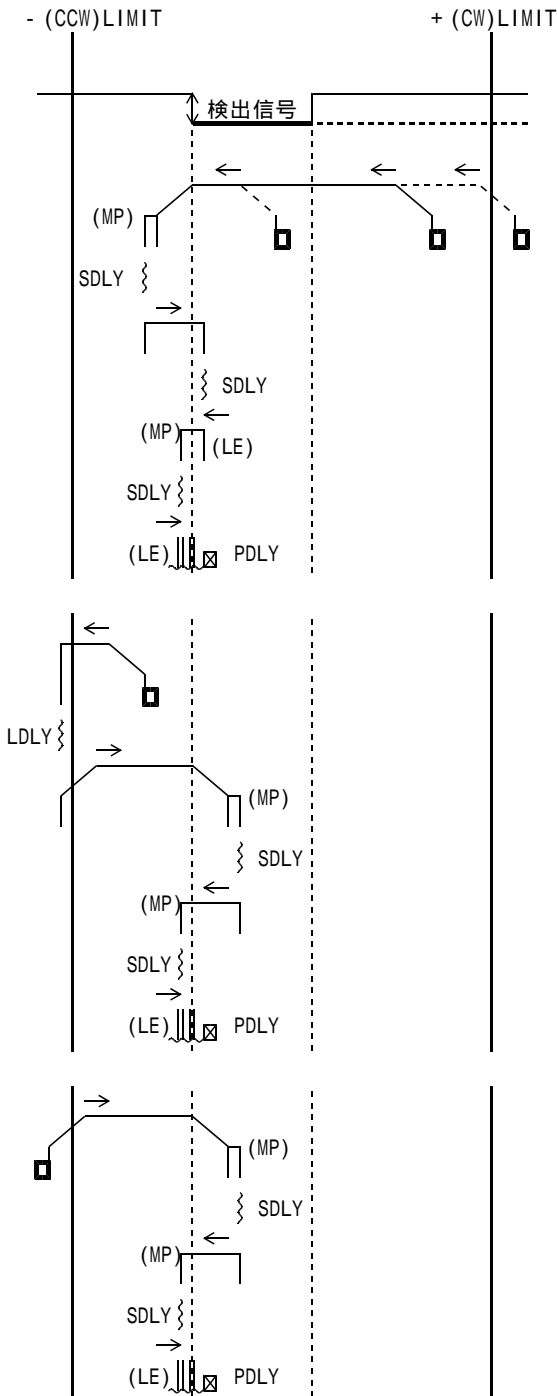 - (CCW)LIMIT
+ (CW)LIMIT
検出信号
(MP)
SDLY
SDLY
(MP)
(LE)
SDLY
(LE)
PDLY
LDLY
(MP)
SDLY
(MP)
SDLY
(LE)
PDLY
(MP)
SDLY
(MP)
SDLY
(LE)
PDLY